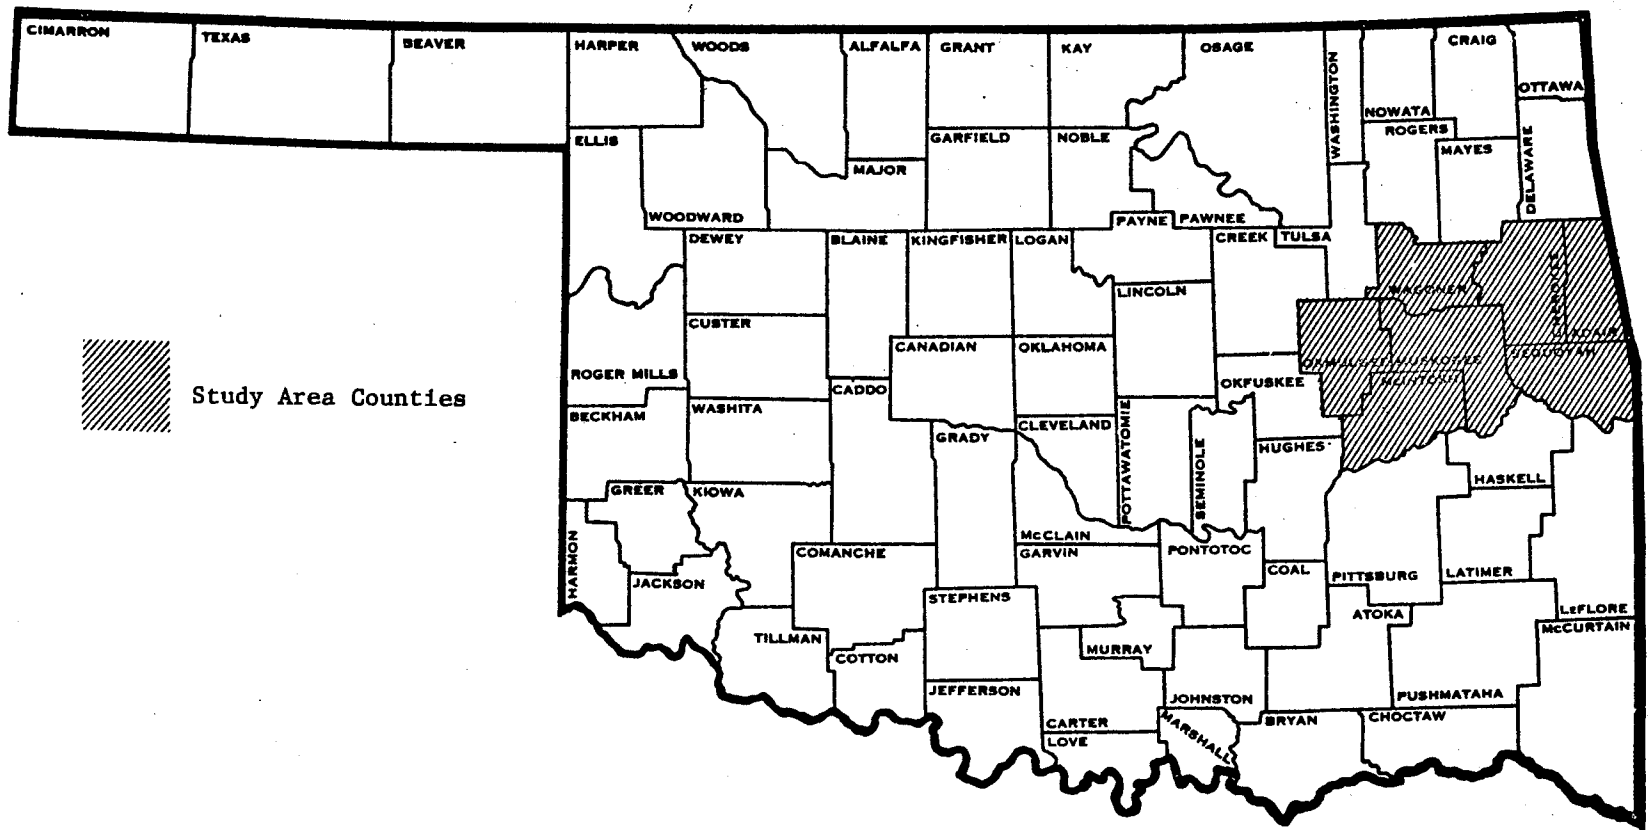 CIMARRON
TEXAS
BEAVER
HARPER
WOODS
ALFALFA
GRANT
KAY
OSAGE
WASHINGTON
NOWATA
CRAIG
OTTAWA
ELLIS
WOODWARD
MAJOR
GARFIELD
NOBLE
ROGERS
MAYES
DELAWARE
PAYNE
PAWNEE
DEWEY
BLAINE
KINGFISHER
LOGAN
CREEK
TULSA
LINCOLN
WAGONER
CHEROKEE
ADAIR
CUSTER
CANADIAN
OKLAHOMA
OKMULGEE
MUSKOGEE
SEQUOYAH
McINTOSH
ROGER MILLS
CADDO
OKFUSKEE
Study Area Counties
BECKHAM
WASHITA
GRADY
CLEVELAND
POTTAWATOMIE
SEMINOLE
HUGHES
HASKELL
GREER
KIOWA
HARMON
McCLAIN
COMANCHE
GARVIN
PONTOTOC
COAL
PITTSBURG
LATIMER
JACKSON
STEPHENS
ATOKA
LeFLORE
TILLMAN
COTTON
MURRAY
McCURTAIN
JEFFERSON
JOHNSTON
PUSHMATAHA
CARTER
MARSHALL
BRYAN
CHOCTAW
LOVE